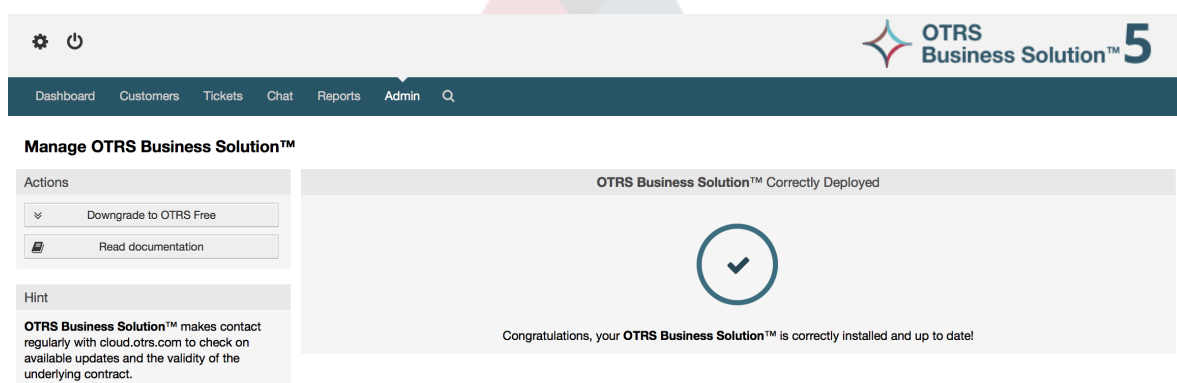 OTRS
Business Solution™ 5
Dashboard Customers Tickets Chat Reports Admin
Manage OTRS Business Solution™
Actions
Downgrade to OTRS Free
Read documentation
Hint
OTRS Business Solution™ makes contact
regularly with cloud.otrs.com to check on
available updates and the validity of the
underlying contract.
OTRS Business Solution™ Correctly Deployed
Congratulations, your OTRS Business Solution™ is correctly installed and up to date!